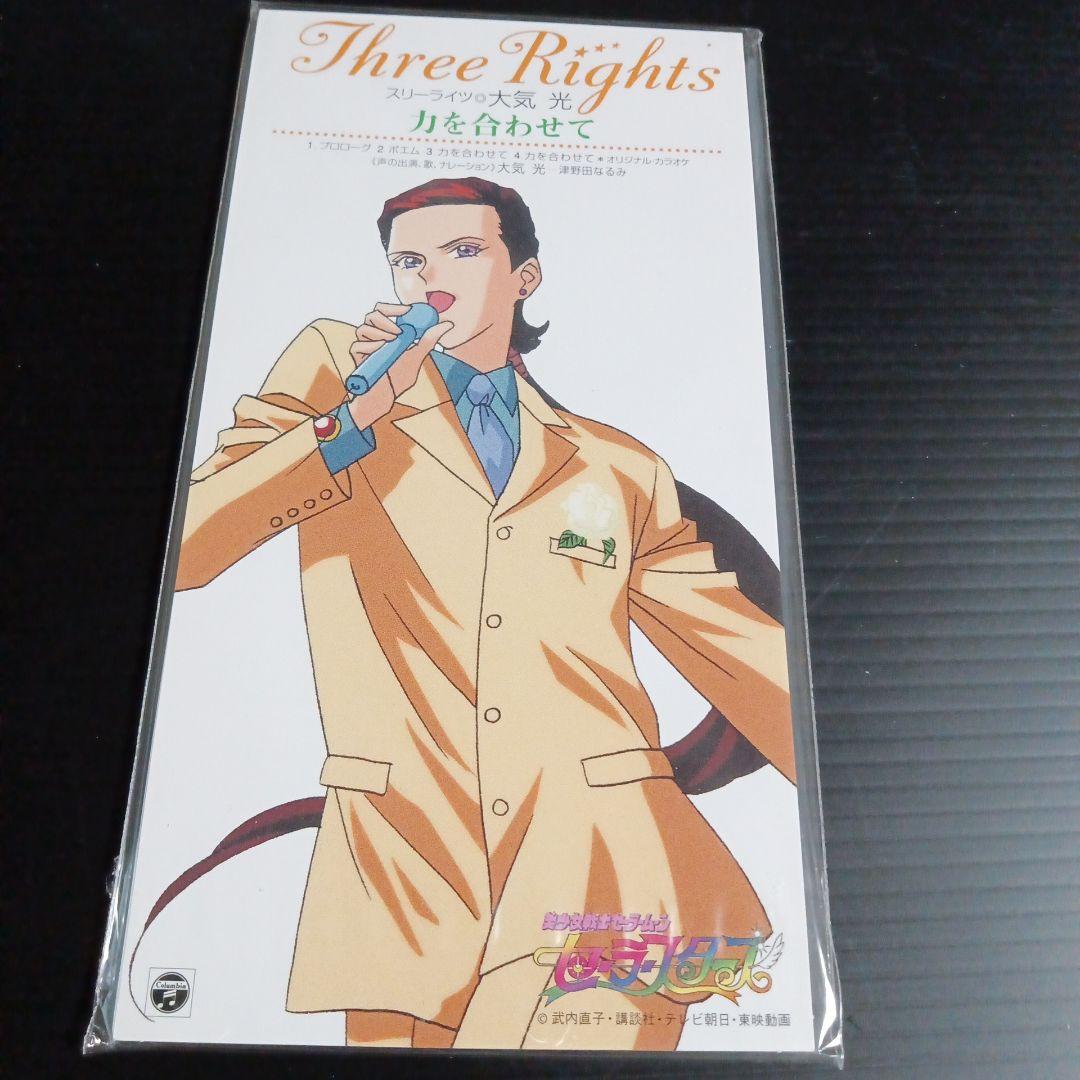 Three Rights
スリーライツ◎大気 光
力を合わせて
1 プロローグ 2 ポエム 3 力を合わせて 4 力を合わせて＊オリジナル・カラオケ
《声の出演、歌、ナレーション》大気 光…津野田なるみ
美少女戦士セーラームーン
セーラースターズ
Columbia
© 武内直子・講談社・テレビ朝日・東映動画